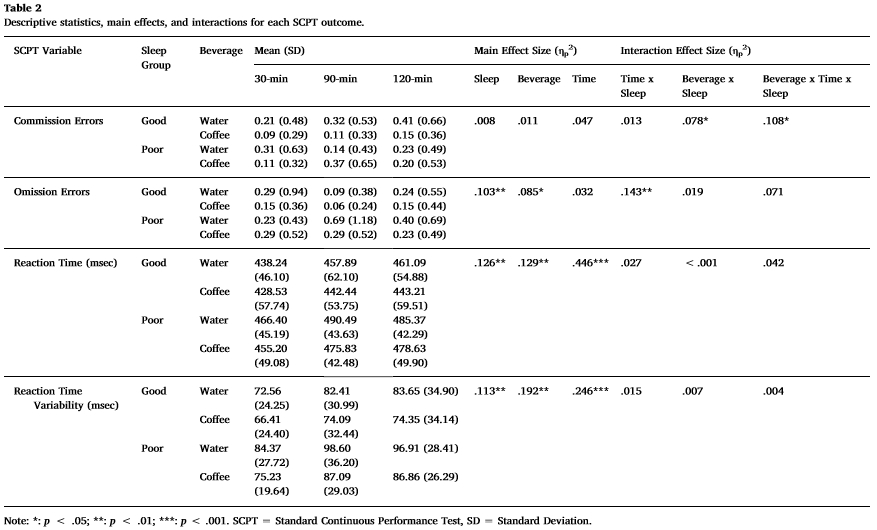 Table 2
Descriptive statistics, main effects, and interactions for each SCPT outcome.
SCPT Variable Sleep Group Beverage Mean (SD) Main Effect Size (ηp²) Interaction Effect Size (ηp²)
30-min 90-min 120-min Sleep Beverage Time Time x Sleep Beverage x Sleep Beverage x Time x Sleep
Commission Errors Good Water 0.21 (0.48) 0.32 (0.53) 0.41 (0.66) .008 .011 .047 .013 .078* .108*
Coffee 0.09 (0.29) 0.11 (0.33) 0.15 (0.36)
Poor Water 0.31 (0.63) 0.14 (0.43) 0.23 (0.49)
Coffee 0.11 (0.32) 0.37 (0.65) 0.20 (0.53)
Omission Errors Good Water 0.29 (0.94) 0.09 (0.38) 0.24 (0.55) .103** .085* .032 .143** .019 .071
Coffee 0.15 (0.36) 0.06 (0.24) 0.15 (0.44)
Poor Water 0.23 (0.43) 0.69 (1.18) 0.40 (0.69)
Coffee 0.29 (0.52) 0.29 (0.52) 0.23 (0.49)
Reaction Time (msec) Good Water 438.24 457.89 461.09 .126** .129** .446*** .027 < .001 .042
(46.10) (62.10) (54.88)
Coffee 428.53 442.44 443.21
(57.74) (53.75) (59.51)
Poor Water 466.40 490.49 485.37
(45.19) (43.63) (42.29)
Coffee 455.20 475.83 478.63
(49.08) (42.48) (49.90)
Reaction Time Good Water 72.56 82.41 83.65 (34.90) .113** .192** .246*** .015 .007 .004
Variability (msec) (24.25) (30.99)
Coffee 66.41 74.09 74.35 (34.14)
(24.40) (32.44)
Poor Water 84.37 98.60 96.91 (28.41)
(27.72) (36.20)
Coffee 75.23 87.09 86.86 (26.29)
(19.64) (29.03)
Note: *: p < .05; **: p < .01; ***: p < .001. SCPT = Standard Continuous Performance Test, SD = Standard Deviation.